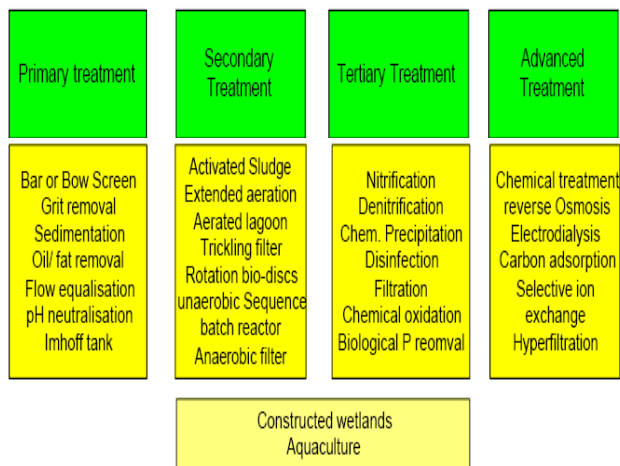 Primary treatment
Secondary
Treatment
Tertiary Treatment
Advanced
Treatment
Bar or Bow Screen
Grit removal
Sedimentation
Oil/ fat removal
Flow equalisation
pH neutralisation
Imhoff tank
Activated Sludge
Extended aeration
Aerated lagoon
Trickling filter
Rotation bio-discs
unaerobic Sequence
batch reactor
Anaerobic filter
Nitrification
Denitrification
Chem. Precipitation
Disinfection
Filtration
Chemical oxidation
Biological P reomval
Chemical treatment
reverse Osmosis
Electrodialysis
Carbon adsorption
Selective ion
exchange
Hyperfiltration
Constructed wetlands
Aquaculture